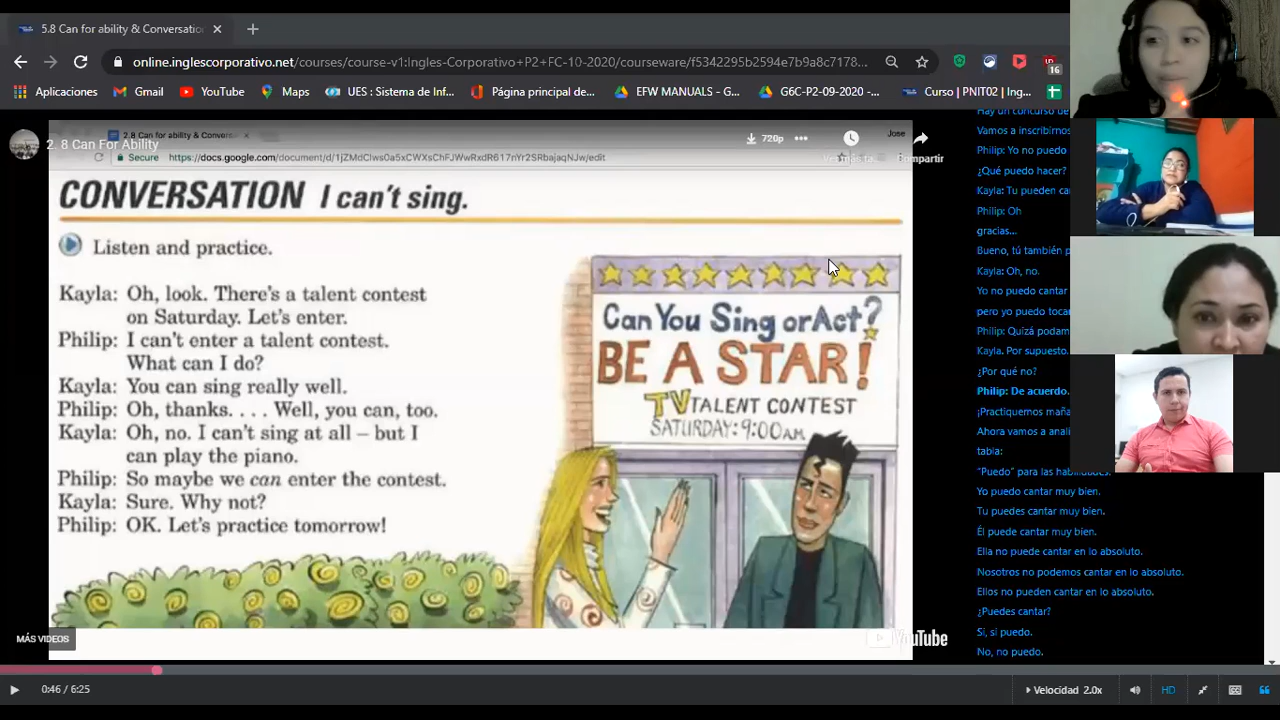 5.8 Can for ability & Conversatio
online.inglescorporativo.net/courses/course-v1:Ingles-Corporativo+P2+FC-10-2020/courseware/f5342295b2594e7b9a8c7178...
16
Aplicaciones
Gmail
YouTube
Maps
UES : Sistema de Inf...
Página principal de...
EFW MANUALS - G...
G6C-P2-09-2020 -...
Curso | PNIT02 | Ing...
2. 8 Can For Ability
2.8 Can for ability & Convers
720p
Jose
Secure
https://docs.google.com/document/d/1jZMdClws0a5xCWXsChFJWwRxdR617nYr2SRbajaqNJw/edit
Compartir
CONVERSATION I can't sing.
Listen and practice.
Kayla: Oh, look. There's a talent contest
on Saturday. Let's enter.
Philip: I can't enter a talent contest.
What can I do?
Kayla: You can sing really well.
Philip: Oh, thanks. . . . Well, you can, too.
Kayla: Oh, no. I can't sing at all – but I
can play the piano.
Philip: So maybe we can enter the contest.
Kayla: Sure. Why not?
Philip: OK. Let's practice tomorrow!
Can You Sing or Act?
BE A STAR!
TV TALENT CONTEST
SATURDAY: 9:00 AM
MÁS VIDEOS
YouTube
Hay un concurso de
Vamos a inscribirnos
Philip: Yo no puedo
¿Qué puedo hacer?
Kayla: Tu pueden ca
Philip: Oh
gracias...
Bueno, tú también p
Kayla: Oh, no.
Yo no puedo cantar
pero yo puedo toca
Philip: Quizá podam
Kayla. Por supuesto.
¿Por qué no?
Philip: De acuerdo.
¡Practiquemos maña
Ahora vamos a anali
tabla:
"Puedo" para las habilidades.
Yo puedo cantar muy bien.
Tu puedes cantar muy bien.
Él puede cantar muy bien.
Ella no puede cantar en lo absoluto.
Nosotros no podemos cantar en lo absoluto.
Ellos no pueden cantar en lo absoluto.
¿Puedes cantar?
Si, si puedo.
No, no puedo.
0:46 / 6:25
Velocidad 2.0x
HD